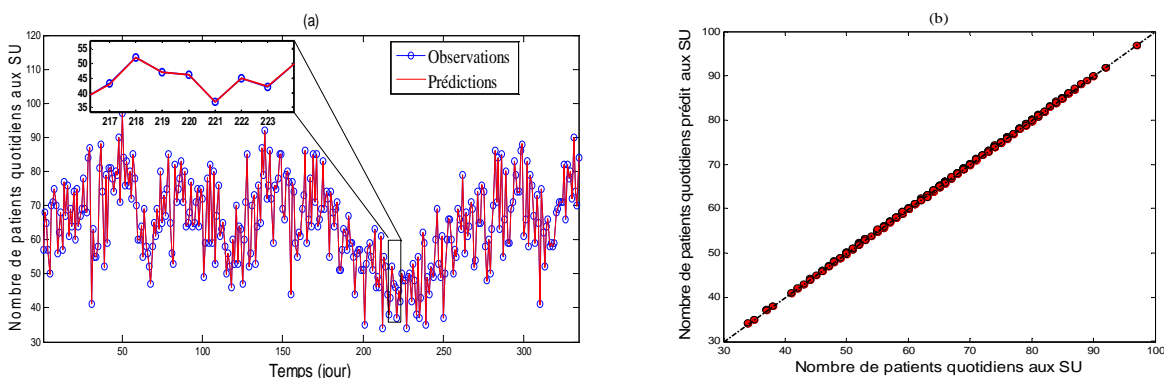 (a)
Nombre de patients quotidiens aux SU
120
110
100
90
80
70
60
50
40
30
55
50
45
40
35
217 218 219 220 221 222 223
Observations
Prédictions
50 100 150 200 250 300
Temps (jour)
(b)
Nombre de patients quotidiens prédit aux SU
100
90
80
70
60
50
40
30
30 40 50 60 70 80 90 100
Nombre de patients quotidiens aux SU